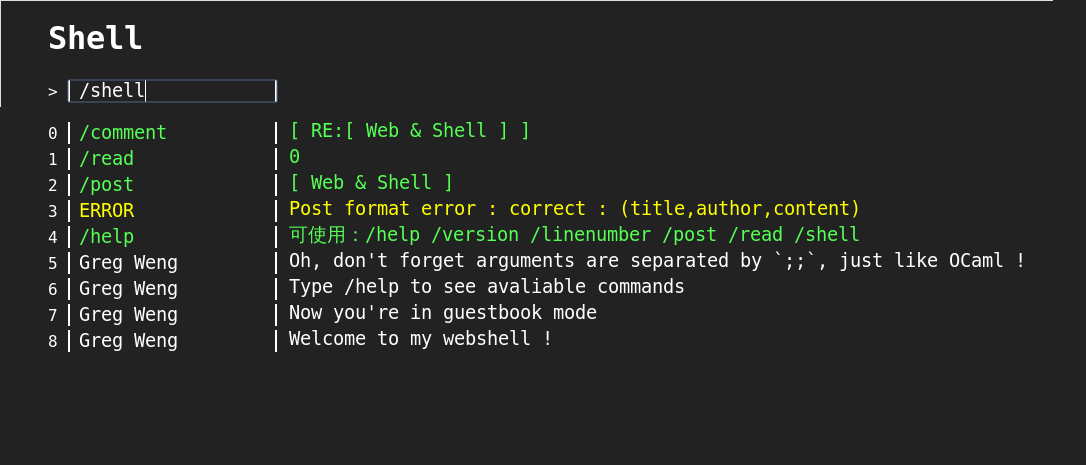 Shell
> /shell
0 /comment [ RE:[ Web & Shell ] ]
1 /read 0
2 /post [ Web & Shell ]
3 ERROR Post format error : correct : (title,author,content)
4 /help 可使用：/help /version /linenumber /post /read /shell
5 Greg Weng Oh, don't forget arguments are separated by `;;`, just like OCaml !
6 Greg Weng Type /help to see avaliable commands
7 Greg Weng Now you're in guestbook mode
8 Greg Weng Welcome to my webshell !